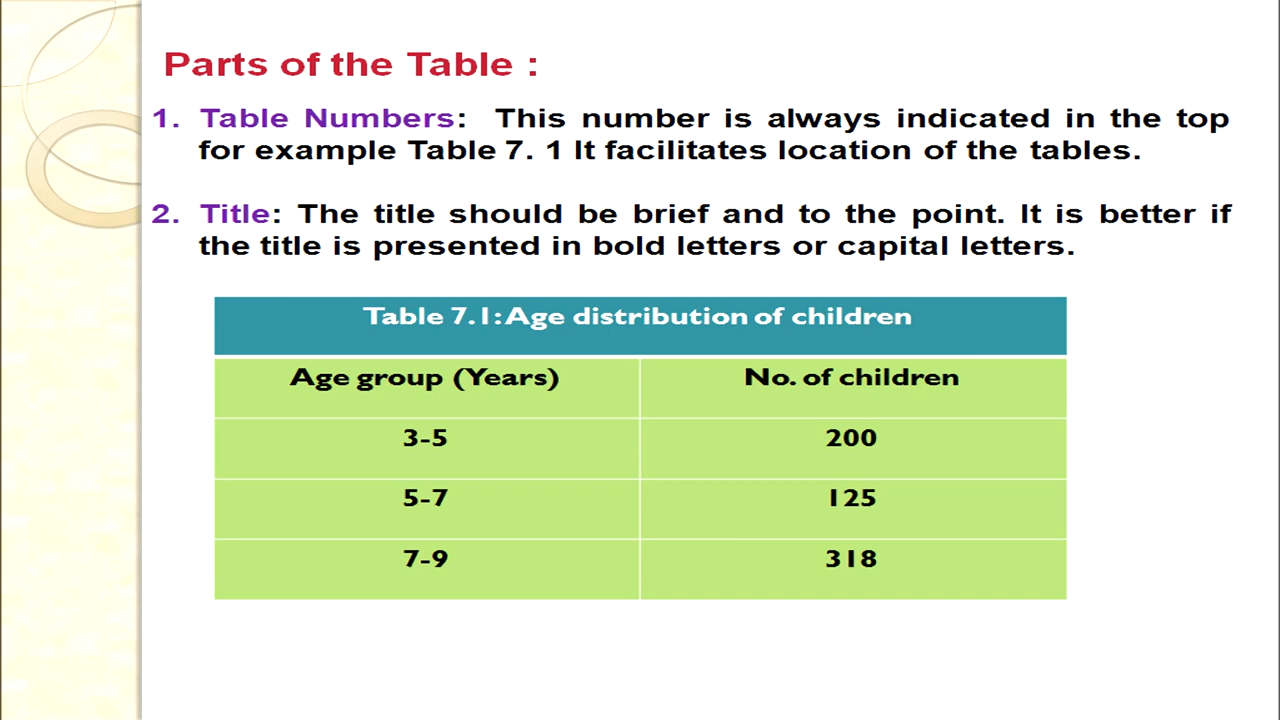 Parts of the Table :
1. Table Numbers: This number is always indicated in the top
for example Table 7. 1 It facilitates location of the tables.
2. Title: The title should be brief and to the point. It is better if
the title is presented in bold letters or capital letters.
Table 7.1: Age distribution of children
Age group (Years) No. of children
3-5 200
5-7 125
7-9 318